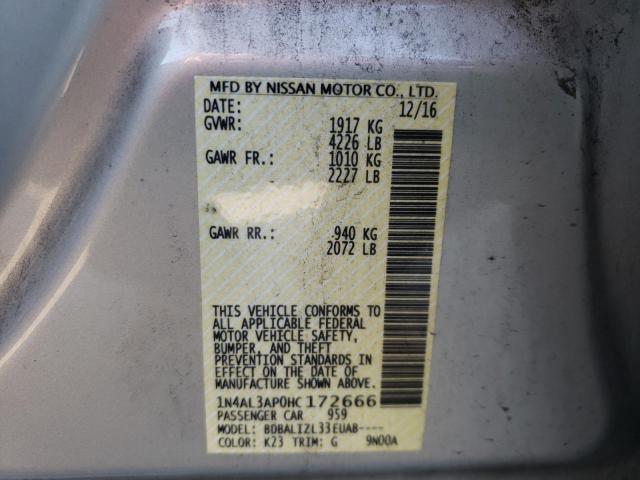 MFD BY NISSAN MOTOR CO., LTD.
DATE: 12/16
GVWR: 1917 KG
4226 LB
GAWR FR.: 1010 KG
2227 LB
GAWR RR.: 940 KG
2072 LB
THIS VEHICLE CONFORMS TO
ALL APPLICABLE FEDERAL
MOTOR VEHICLE SAFETY,
BUMPER, AND THEFT
PREVENTION STANDARDS IN
EFFECT ON THE DATE OF
MANUFACTURE SHOWN ABOVE.
1N4AL3AP0HC172666
PASSENGER CAR 959
MODEL: BDBALIZL33EUAB----
COLOR: K23 TRIM: G 9N00A